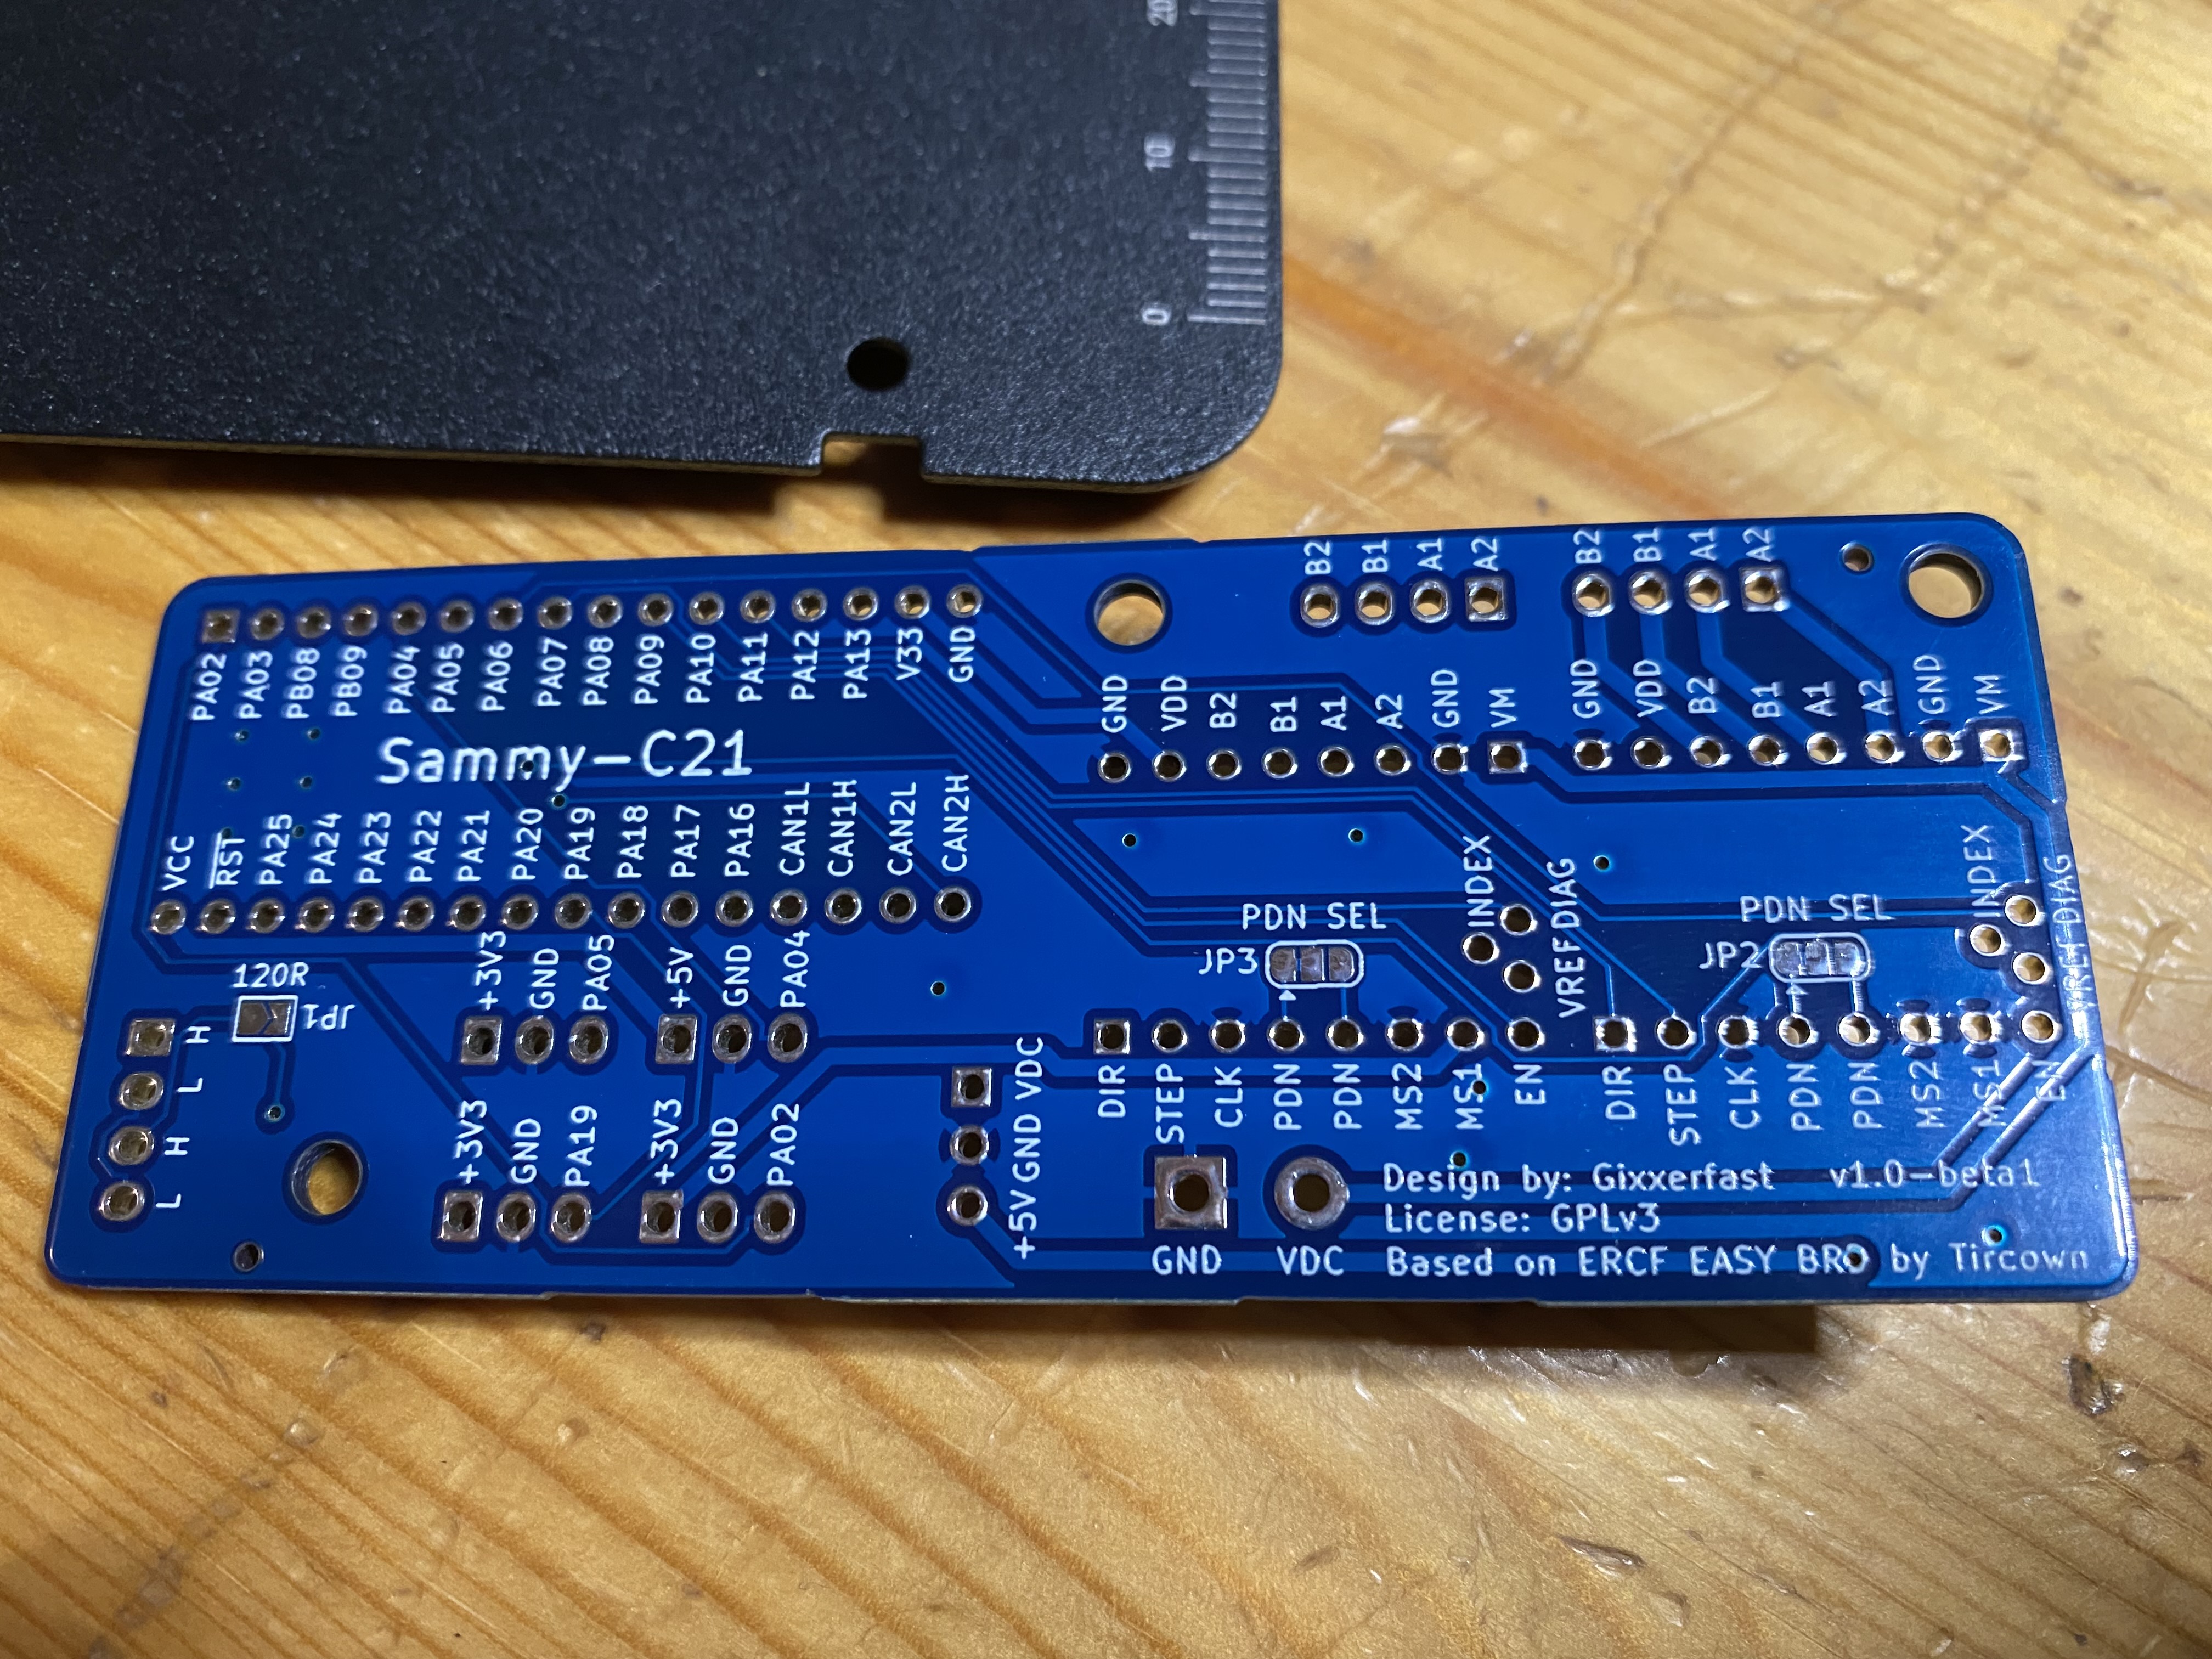 20
10
0
B2 B1 A1 A2 B2 B1 A1 A2
PA02 PA03 PB08 PB09 PA04 PA05 PA06 PA07 PA08 PA09 PA10 PA11 PA12 PA13 V33 GND
GND VDD B2 B1 A1 A2 GND VM GND VDD B2 B1 A1 A2 GND VM
Sammy-C21
VCC RST PA25 PA24 PA23 PA22 PA21 PA20 PA19 PA18 PA17 PA16 CAN1L CAN1H CAN2L CAN2H
INDEX
VREF DIAG
INDEX
VREF DIAG
PDN SEL
JP3
PDN SEL
JP2
120R
JP1
+3V3 GND PA05 +5V GND PA04
H
L
H
L
+3V3 GND PA19 +3V3 GND PA02
+5V GND VDC
DIR STEP CLK PDN PDN MS2 MS1 EN DIR STEP CLK PDN PDN MS2 MS1 EN
GND VDC
Design by: Gixxerfast v1.0-beta1
License: GPLv3
Based on ERCF EASY BRO by Tircown